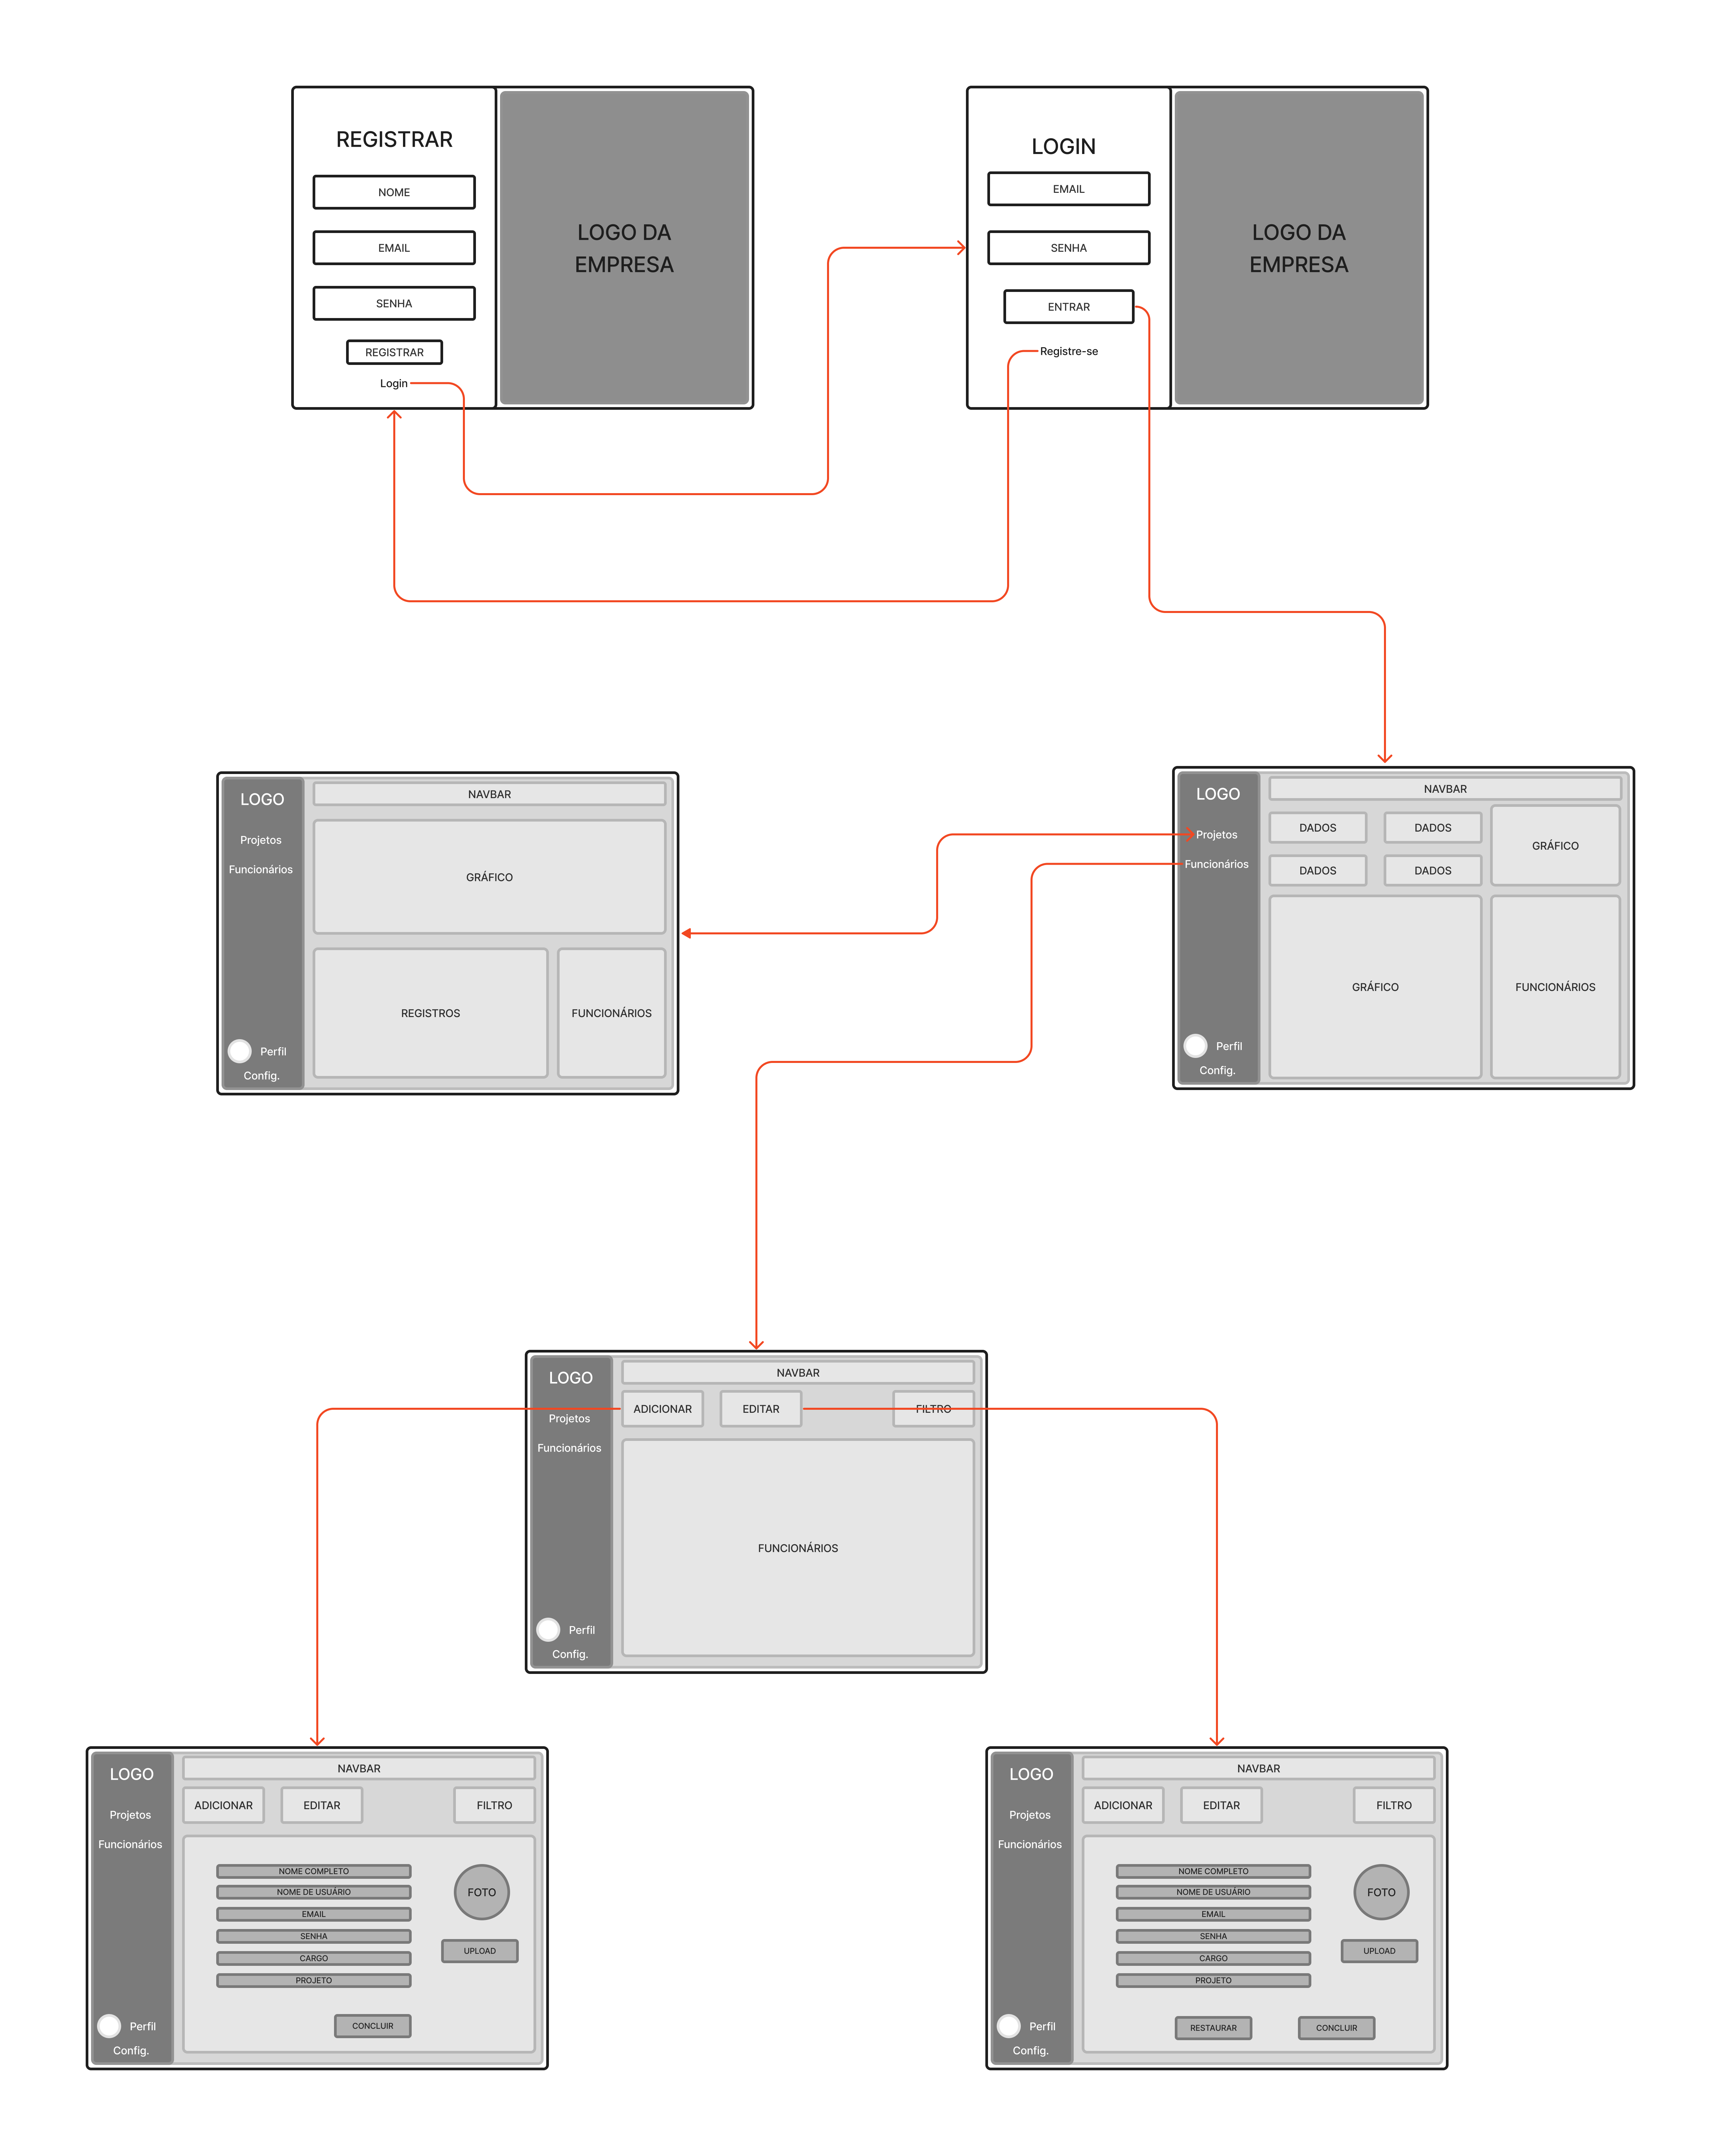 REGISTRAR
NOME
EMAIL
SENHA
REGISTRAR
Login
LOGO DA
EMPRESA
LOGIN
EMAIL
SENHA
ENTRAR
Registre-se
LOGO DA
EMPRESA
LOGO
Projetos
Funcionários
Perfil
Config.
NAVBAR
GRÁFICO
REGISTROS
FUNCIONÁRIOS
LOGO
Projetos
Funcionários
Perfil
Config.
NAVBAR
DADOS
DADOS
DADOS
DADOS
GRÁFICO
GRÁFICO
FUNCIONÁRIOS
LOGO
Projetos
Funcionários
Perfil
Config.
NAVBAR
ADICIONAR
EDITAR
FILTRO
FUNCIONÁRIOS
LOGO
Projetos
Funcionários
Perfil
Config.
NAVBAR
ADICIONAR
EDITAR
FILTRO
NOME COMPLETO
NOME DE USUÁRIO
EMAIL
SENHA
CARGO
PROJETO
FOTO
UPLOAD
CONCLUIR
LOGO
Projetos
Funcionários
Perfil
Config.
NAVBAR
ADICIONAR
EDITAR
FILTRO
NOME COMPLETO
NOME DE USUÁRIO
EMAIL
SENHA
CARGO
PROJETO
FOTO
UPLOAD
RESTAURAR
CONCLUIR